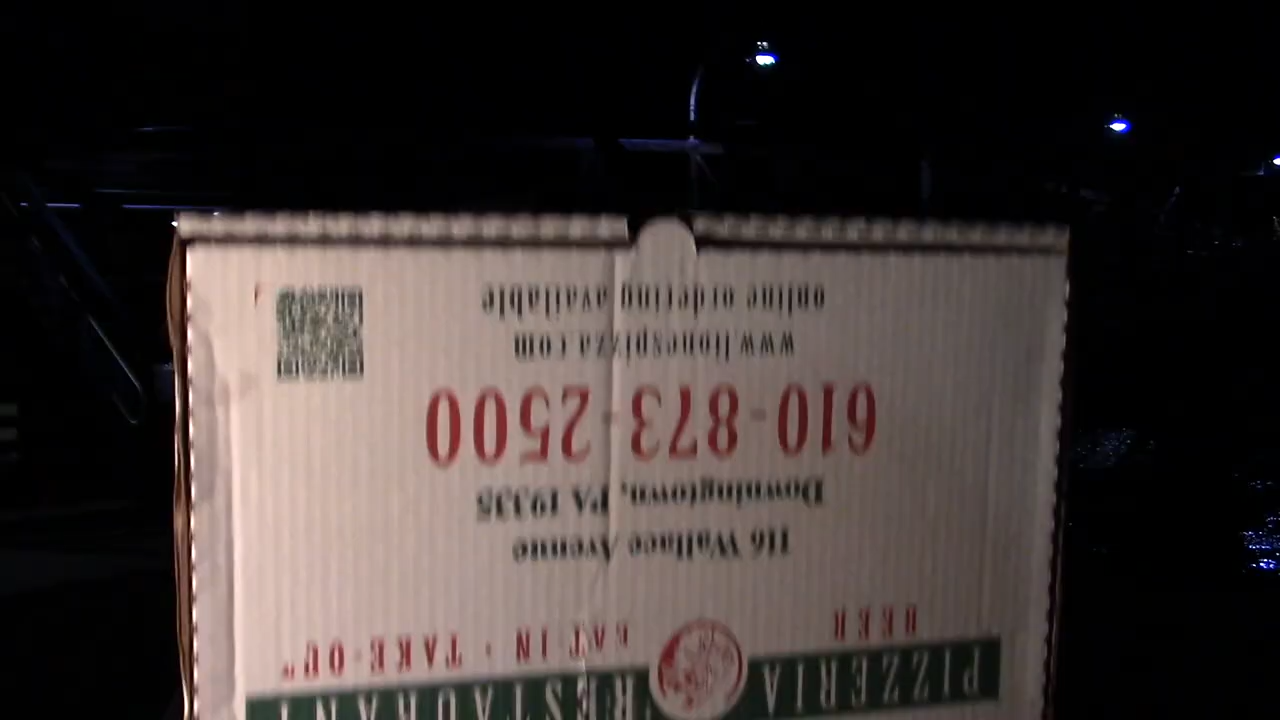 PIZZERIA RESTAURANT
BEER EAT-IN · TAKE-OUT
116 Wallace Avenue
Downingtown, PA 19335
610-873-2500
www.lionespizza.com
online ordering available